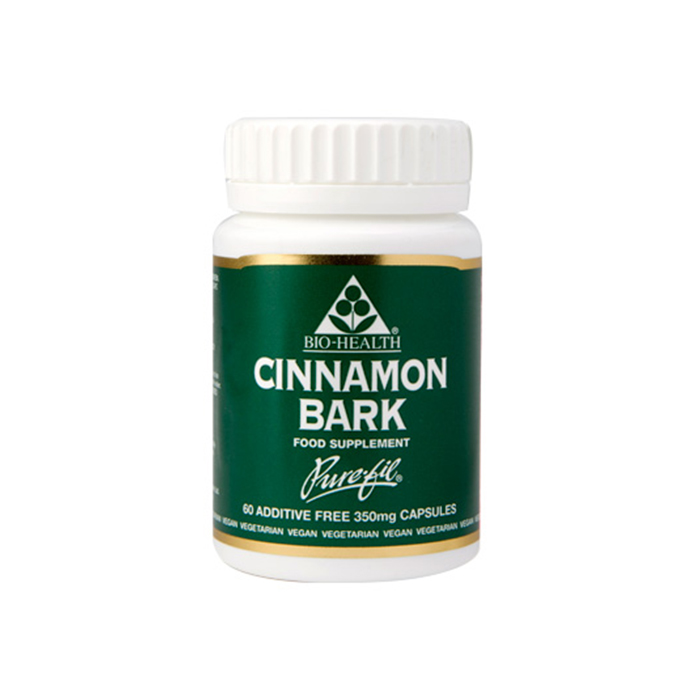 BIO-HEALTH®
CINNAMON
BARK
FOOD SUPPLEMENT
Pure-fil®
60 ADDITIVE FREE 350mg CAPSULES
VEGAN VEGETARIAN VEGAN VEGETARIAN VEGAN VEGETARIAN VEGAN